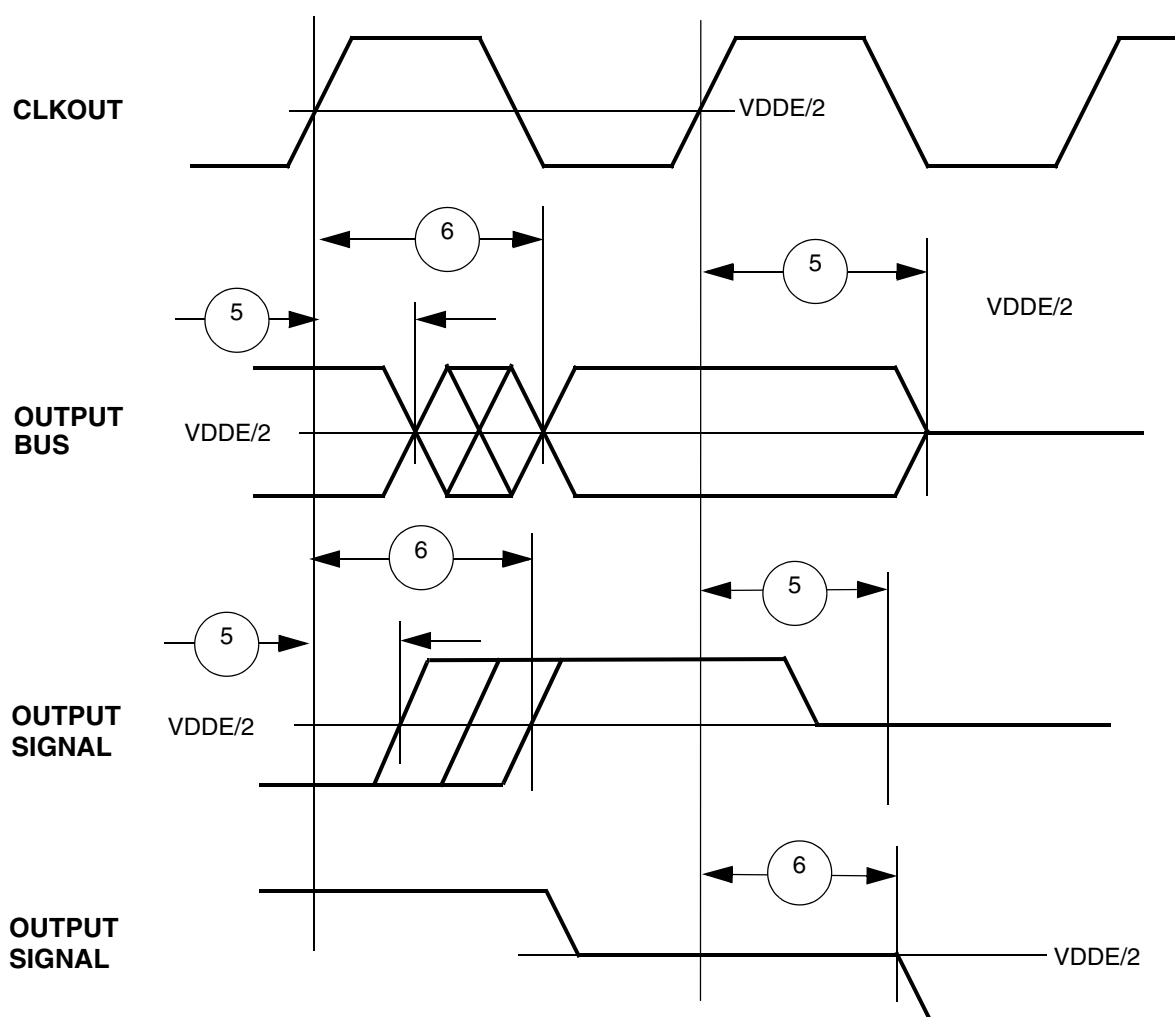 CLKOUT
VDDE/2
6
5
5
VDDE/2
OUTPUT
BUS
VDDE/2
6
5
5
OUTPUT
SIGNAL
VDDE/2
6
OUTPUT
SIGNAL
VDDE/2